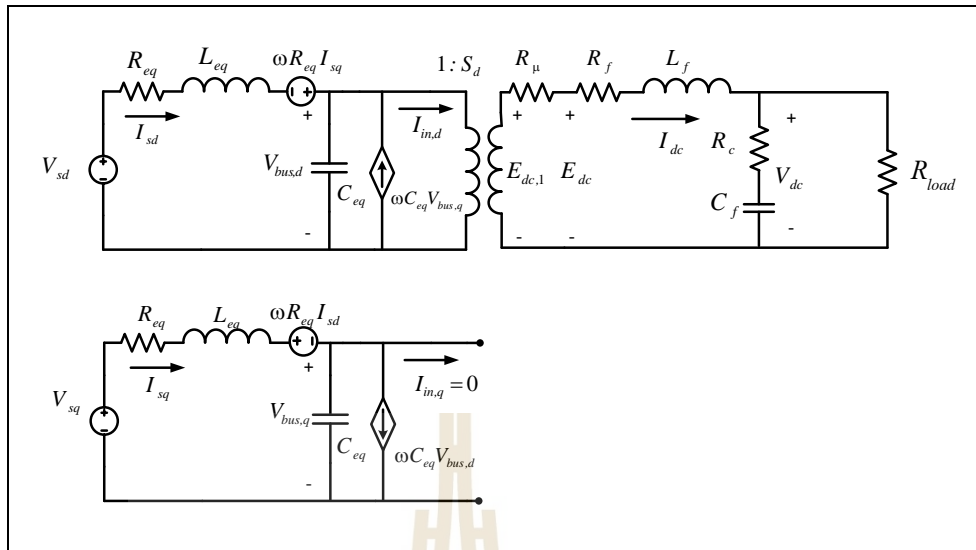 R_eq
L_eq
ωR_eq I_sq
1 : S_d
R_μ
R_f
L_f
I_sd
I_in,d
I_dc
R_c
V_sd
V_bus,d
C_eq
ωC_eq V_bus,q
E_dc,1
E_dc
V_dc
C_f
R_load
R_eq
L_eq
ωR_eq I_sd
I_sq
I_in,q = 0
V_sq
V_bus,q
C_eq
ωC_eq V_bus,d